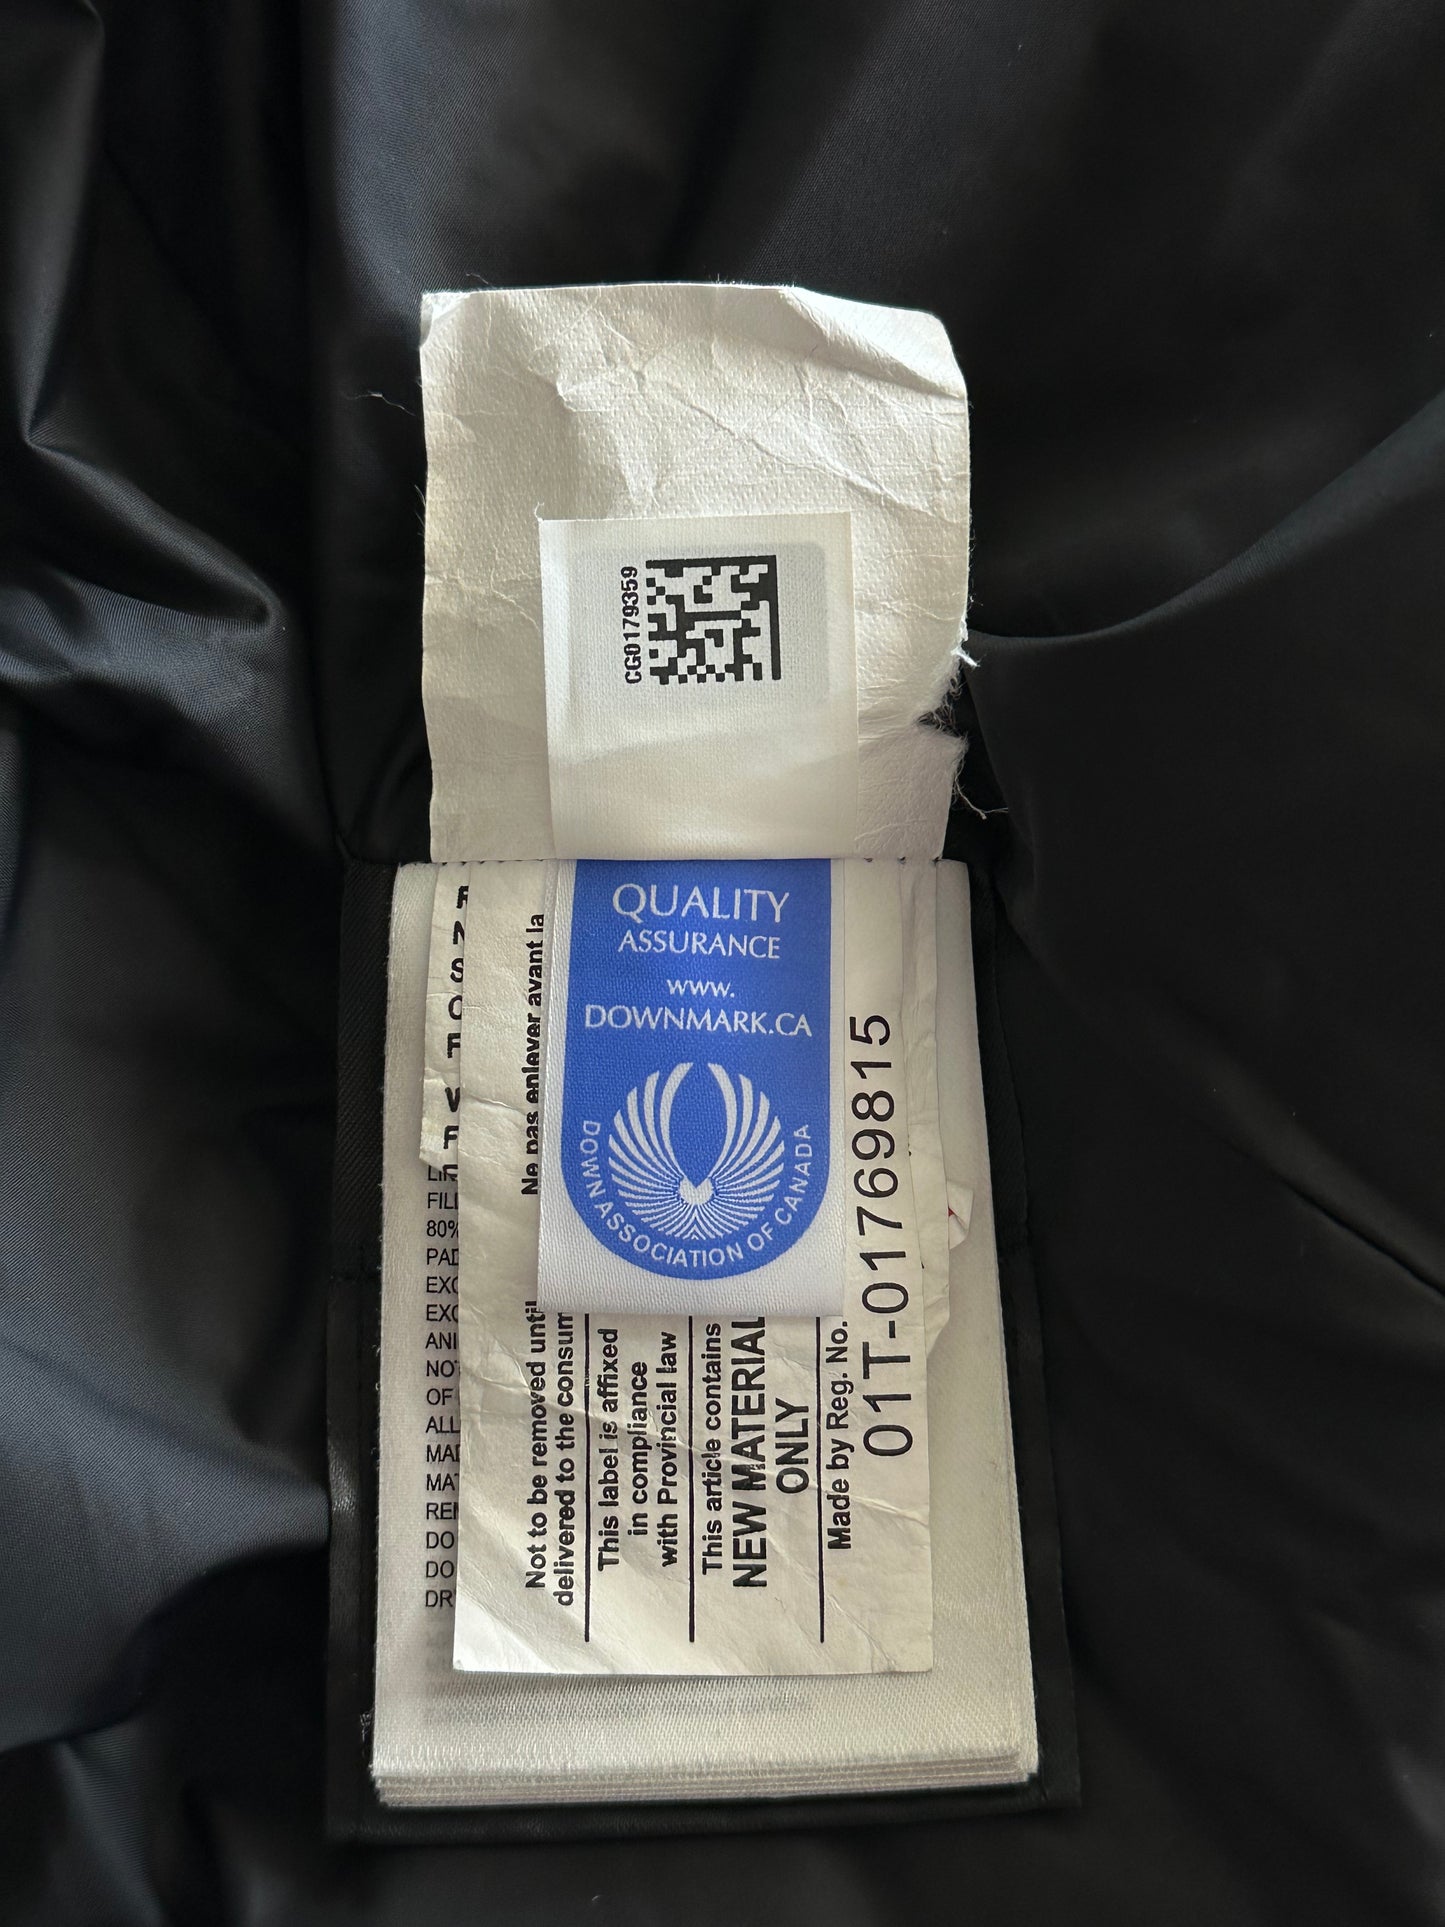 CG0179359
QUALITY
ASSURANCE
www.
DOWNMARK.CA
DOWN ASSOCIATION OF CANADA
Ne pas enlever avant la
Not to be removed until
delivered to the consum
This label is affixed
in compliance
with Provincial law
This article contains
NEW MATERIAL
ONLY
Made by Reg. No.
01T-01769815
FILL
80%
PAD
EXC
EXC
ANI
NOT
OF
ALL
MAD
MAT
REM
DO
DO
DRY